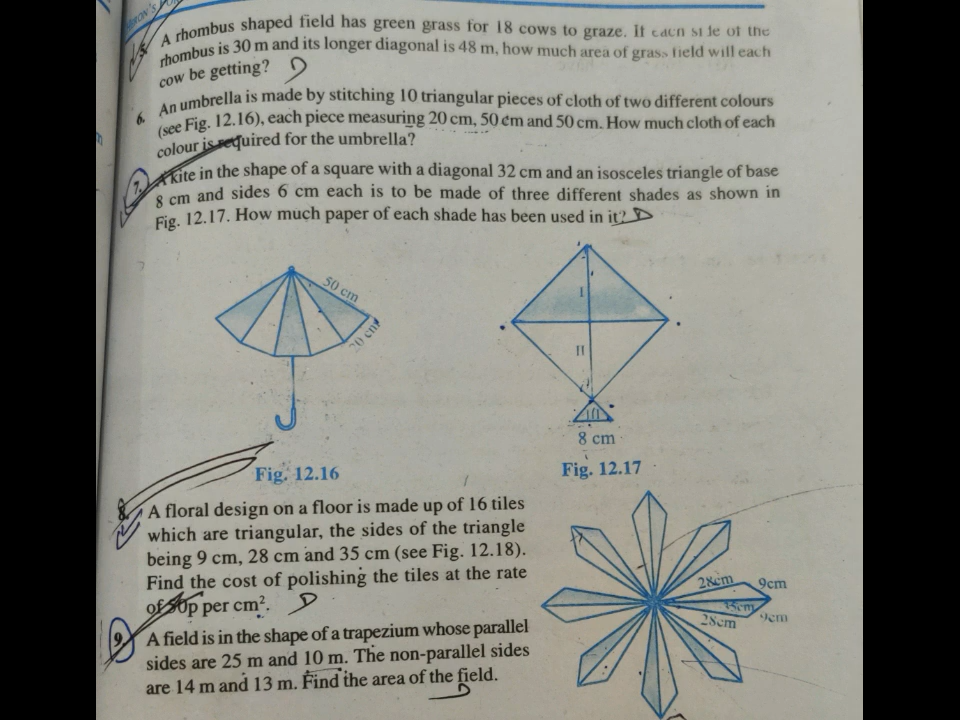 HERON'S
5. A rhombus shaped field has green grass for 18 cows to graze. If each side of the
rhombus is 30 m and its longer diagonal is 48 m, how much area of grass field will each
cow be getting?
6. An umbrella is made by stitching 10 triangular pieces of cloth of two different colours
(see Fig. 12.16), each piece measuring 20 cm, 50 cm and 50 cm. How much cloth of each
colour is required for the umbrella?
7. A kite in the shape of a square with a diagonal 32 cm and an isosceles triangle of base
8 cm and sides 6 cm each is to be made of three different shades as shown in
Fig. 12.17. How much paper of each shade has been used in it?
50 cm
20 cm
I
II
III
8 cm
Fig. 12.16
Fig. 12.17
8. A floral design on a floor is made up of 16 tiles
which are triangular, the sides of the triangle
being 9 cm, 28 cm and 35 cm (see Fig. 12.18).
Find the cost of polishing the tiles at the rate
of 50p per cm².
28cm
9cm
35cm
28cm
9cm
9. A field is in the shape of a trapezium whose parallel
sides are 25 m and 10 m. The non-parallel sides
are 14 m and 13 m. Find the area of the field.